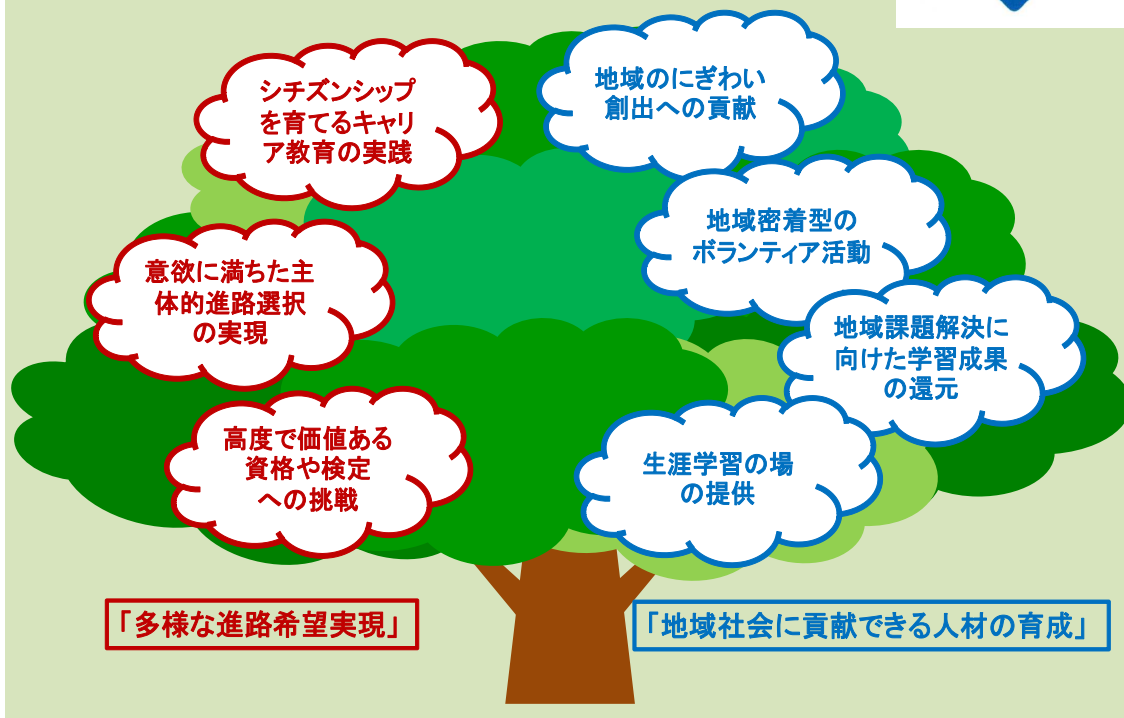 シチズンシップ
を育てるキャリ
ア教育の実践
意欲に満ちた主
体的進路選択
の実現
高度で価値ある
資格や検定
への挑戦
「多様な進路希望実現」
地域のにぎわい
創出への貢献
地域密着型の
ボランティア活動
地域課題解決に
向けた学習成果
の還元
生涯学習の場
の提供
「地域社会に貢献できる人材の育成」